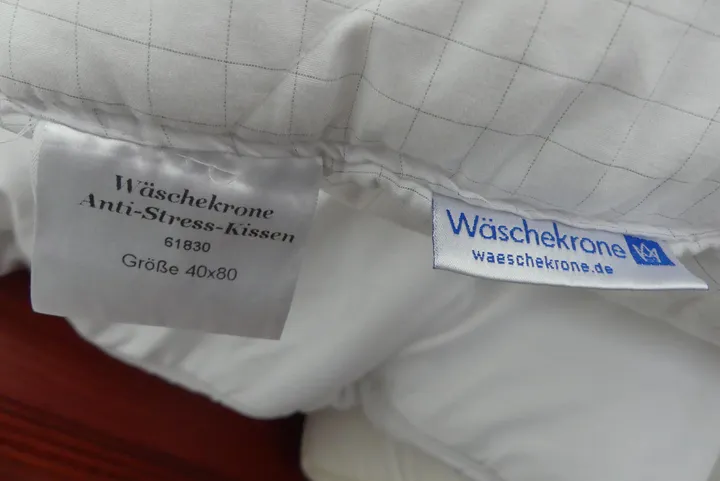 Wäschekrone
Anti-Stress-Kissen
61830
Größe 40x80
Wäschekrone
waeschekrone.de